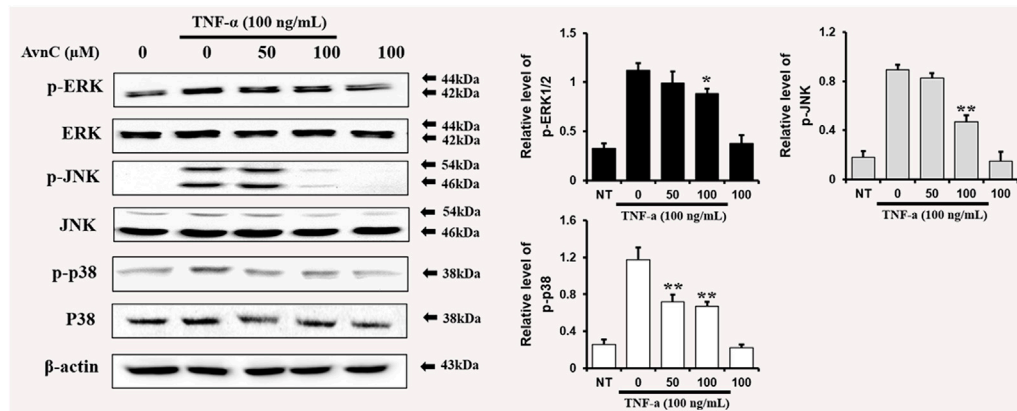 TNF-α (100 ng/mL)
AvnC (μM) 0 0 50 100 100
p-ERK 44kDa
42kDa
ERK 44kDa
42kDa
p-JNK 54kDa
46kDa
JNK 54kDa
46kDa
p-p38 38kDa
P38 38kDa
β-actin 43kDa
Relative level of
p-ERK1/2
1.5
1
0.5
0
*
NT 0 50 100 100
TNF-a (100 ng/mL)
Relative level of
p-JNK
1.2
0.8
0.4
0
**
NT 0 50 100 100
TNF-a (100 ng/mL)
Relative level of
p-p38
1.6
1.2
0.8
0.4
0
** **
NT 0 50 100 100
TNF-a (100 ng/mL)